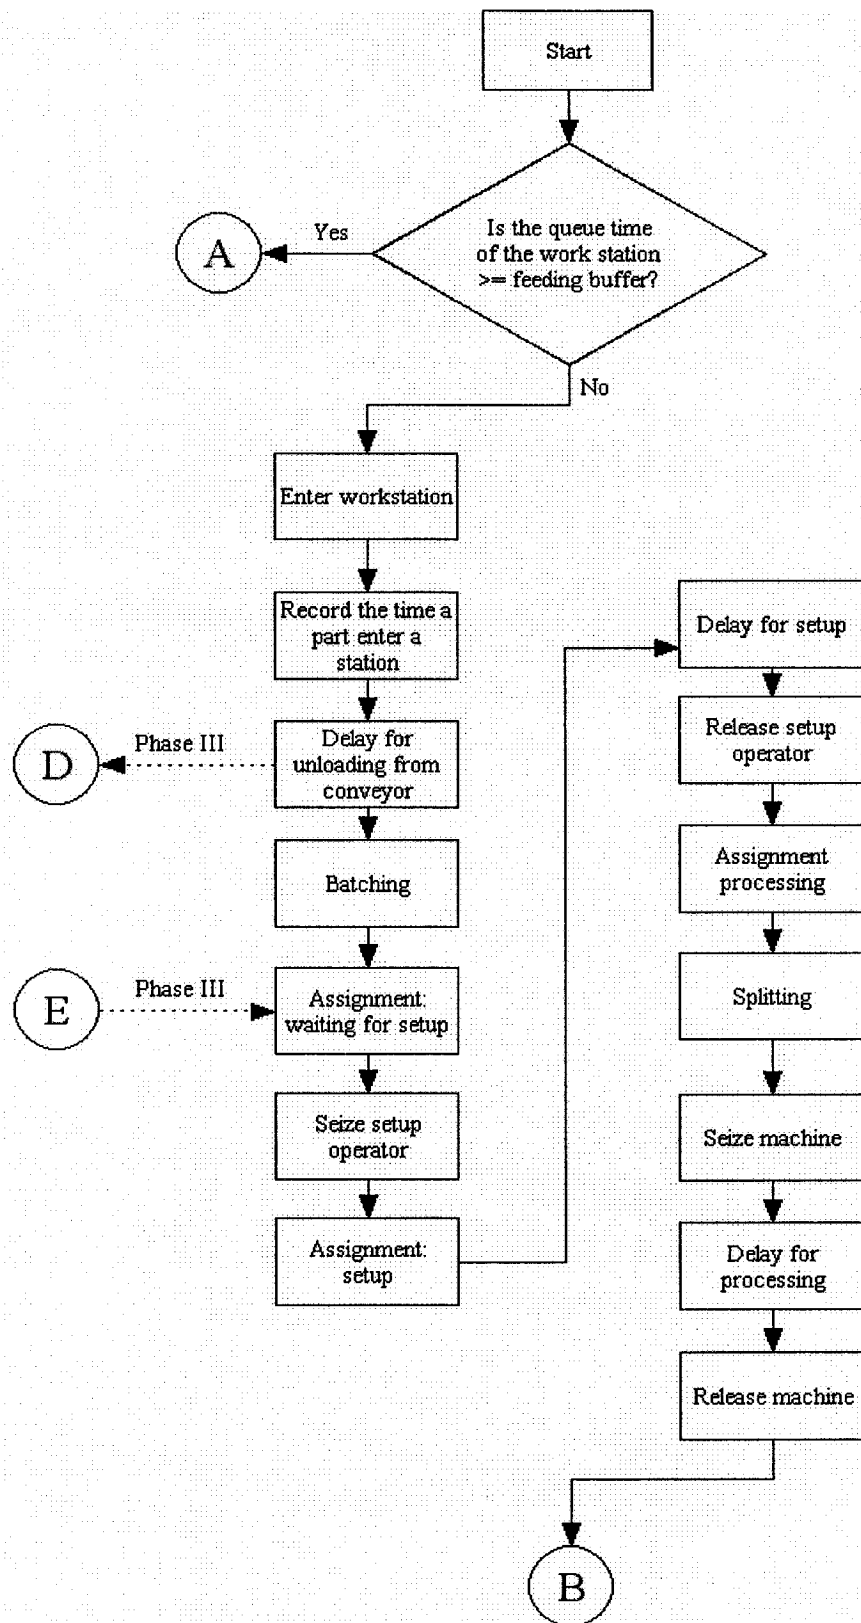 Start
Is the queue time
of the work station
>= feeding buffer?
Yes
A
No
Enter workstation
Record the time a
part enter a
station
Delay for
unloading from
conveyor
Phase III
D
Batching
Phase III
E
Assignment:
waiting for setup
Seize setup
operator
Assignment:
setup
Delay for setup
Release setup
operator
Assignment
processing
Splitting
Seize machine
Delay for
processing
Release machine
B